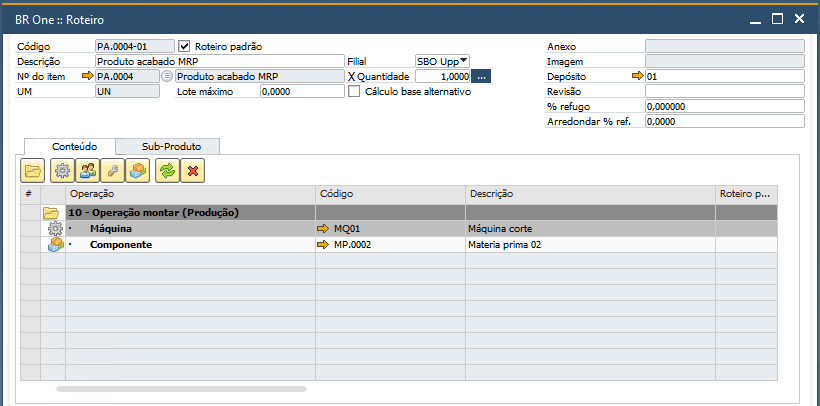 BR One :: Roteiro
Código PA.0004-01 Roteiro padrão
Descrição Produto acabado MRP Filial SBO Upp
Nº do item PA.0004 Produto acabado MRP X Quantidade 1,0000 ...
UM UN Lote máximo 0,0000 Cálculo base alternativo
Anexo
Imagem
Depósito 01
Revisão
% refugo 0,000000
Arredondar % ref. 0,0000
Conteúdo Sub-Produto
# Operação Código Descrição Roteiro p...
10 - Operação montar (Produção)
· Máquina MQ01 Máquina corte
· Componente MP.0002 Materia prima 02